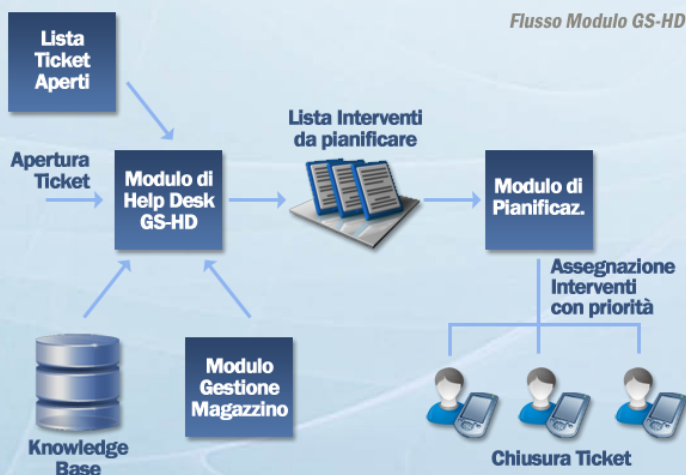 Flusso Modulo GS-HD
Lista
Ticket
Aperti
Lista Interventi
da pianificare
Apertura
Ticket
Modulo di
Help Desk
GS-HD
Modulo di
Pianificaz.
Assegnazione
Interventi
con priorità
Modulo
Gestione
Magazzino
Knowledge
Base
Chiusura Ticket